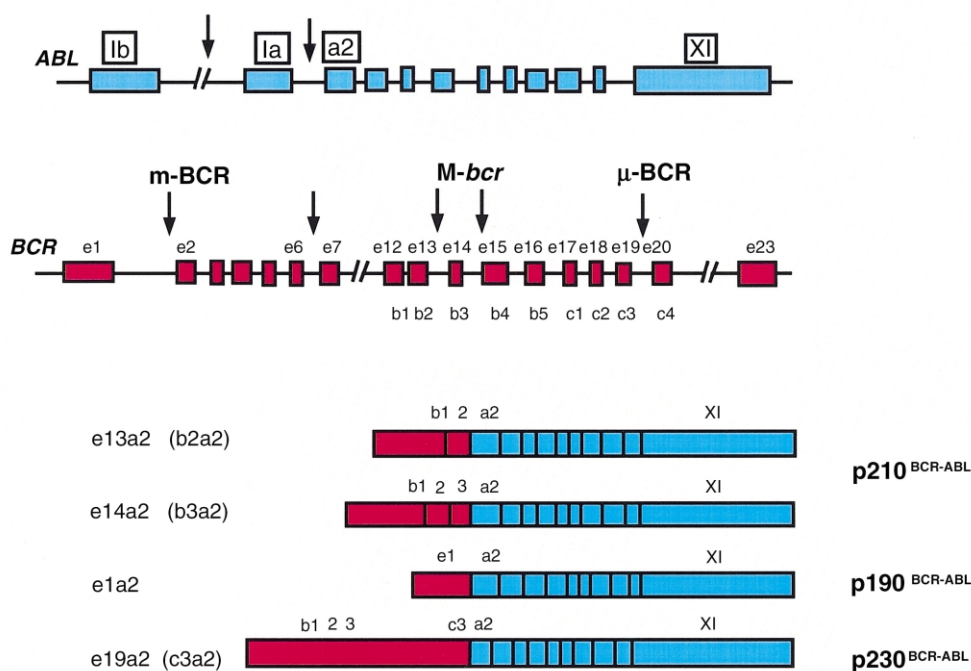 Ib Ia a2 XI
ABL
m-BCR M-bcr μ-BCR
BCR e1 e2 e6 e7 e12 e13 e14 e15 e16 e17 e18 e19 e20 e23
b1 b2 b3 b4 b5 c1 c2 c3 c4
b1 2 a2 XI
e13a2 (b2a2)
p210 BCR-ABL
b1 2 3 a2 XI
e14a2 (b3a2)
e1 a2 XI
e1a2 p190 BCR-ABL
b1 2 3 c3 a2 XI
e19a2 (c3a2) p230 BCR-ABL